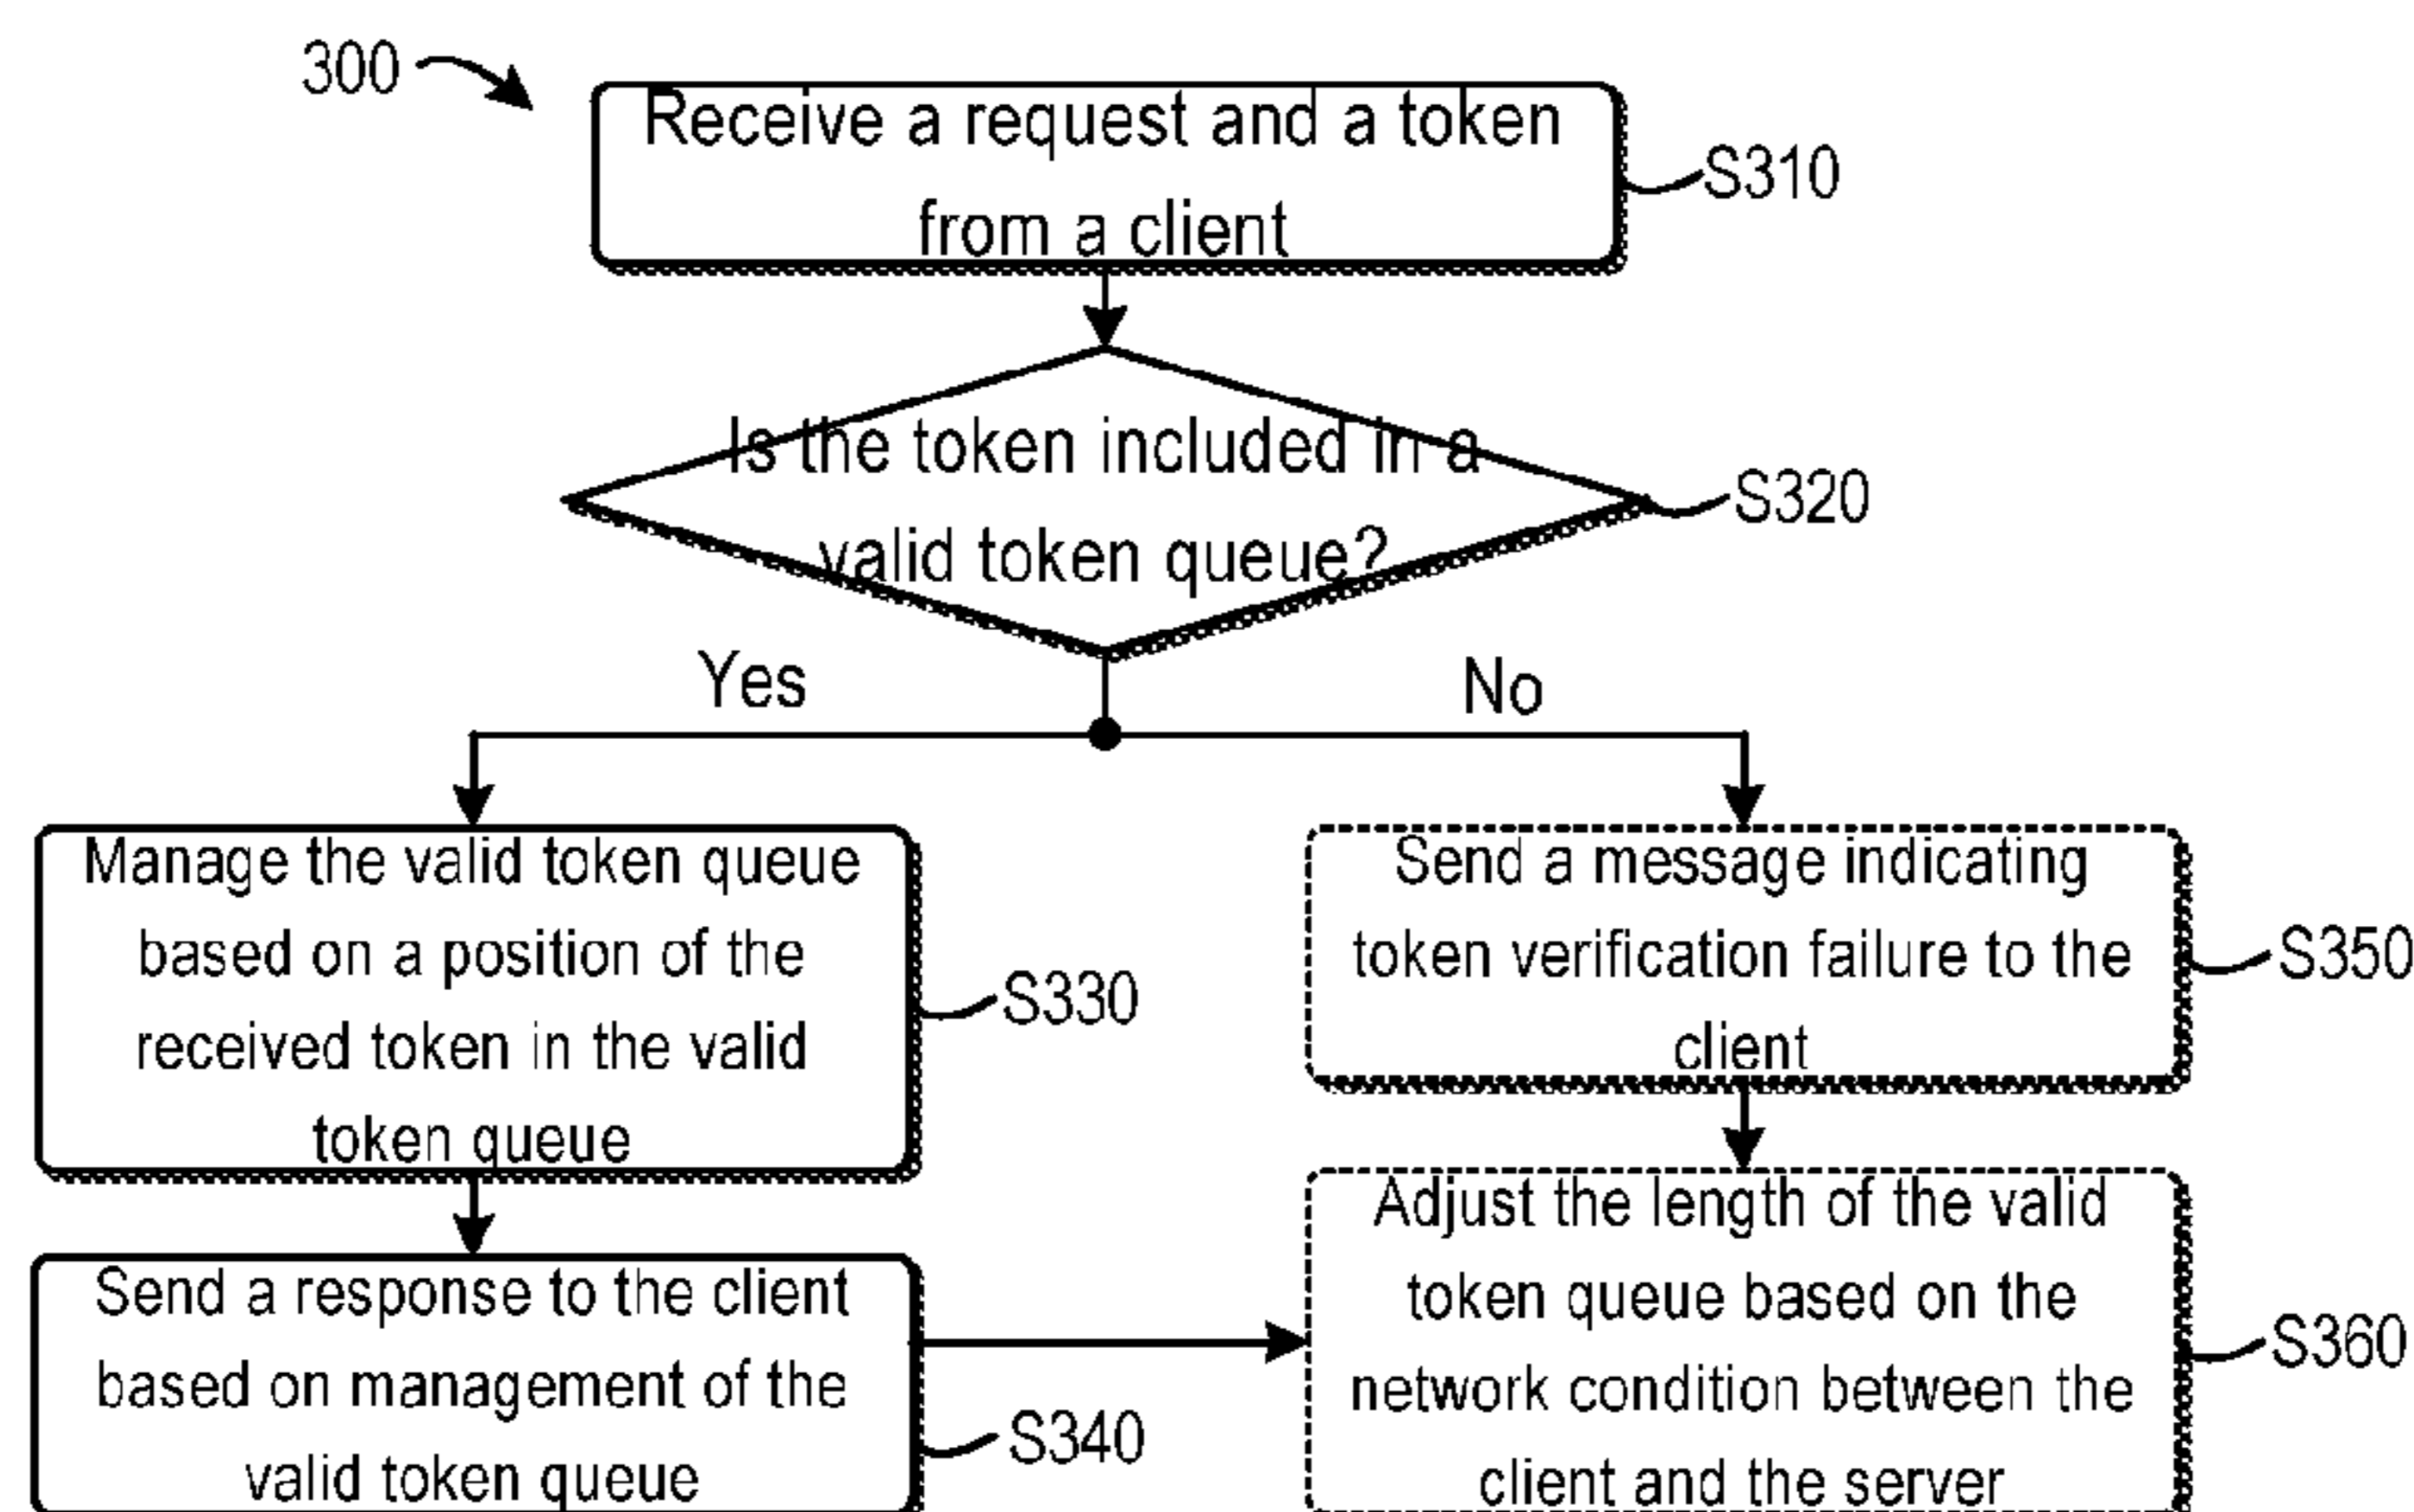 300
Receive a request and a token
from a client
S310
Is the token included in a
valid token queue?
S320
Yes
No
Manage the valid token queue
based on a position of the
received token in the valid
token queue
S330
Send a message indicating
token verification failure to the
client
S350
Send a response to the client
based on management of the
valid token queue
S340
Adjust the length of the valid
token queue based on the
network condition between the
client and the server
S360